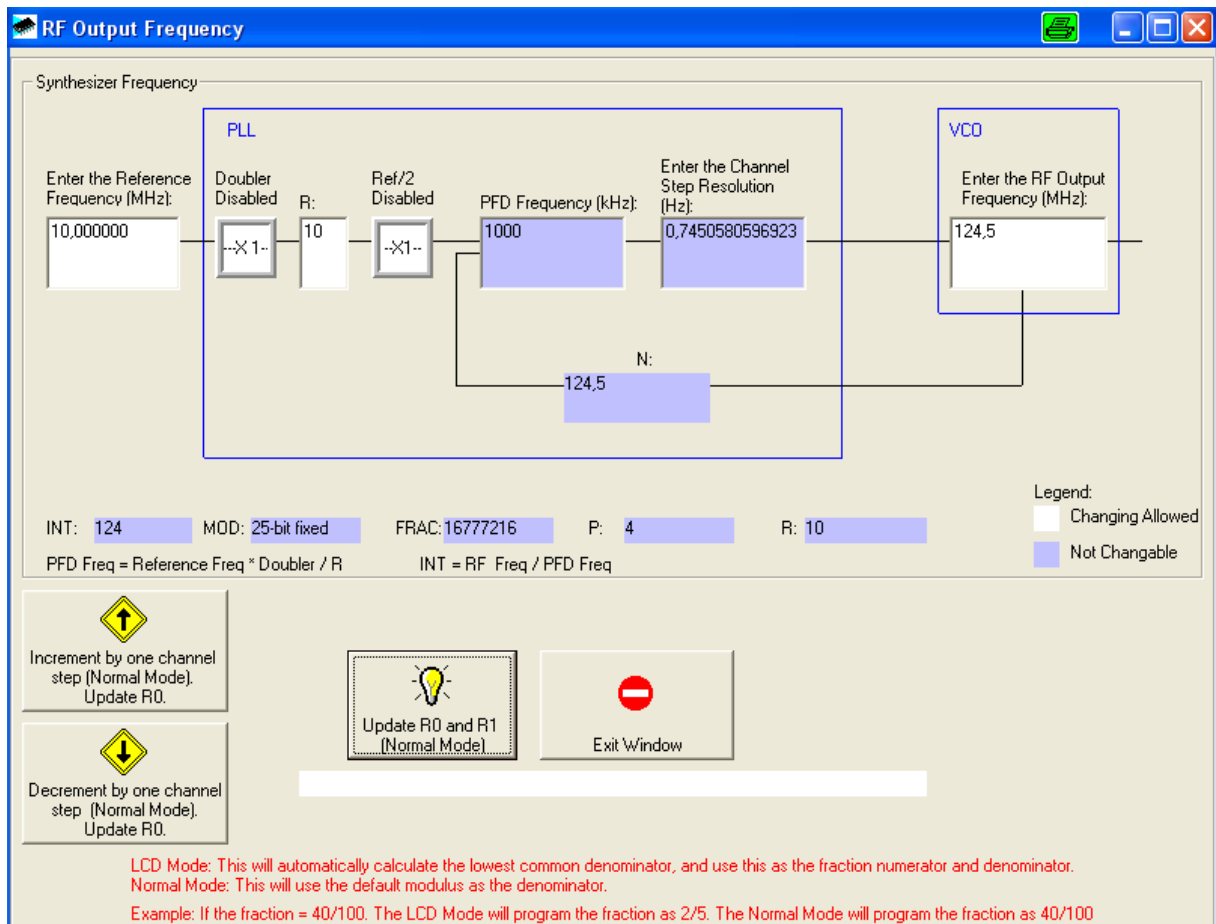 RF Output Frequency
Synthesizer Frequency
PLL
VCO
Enter the Reference
Frequency (MHz):
10,000000
Doubler
Disabled
--X 1--
R:
10
Ref/2
Disabled
--X1--
PFD Frequency (kHz):
1000
Enter the Channel
Step Resolution
(Hz):
0,7450580596923
Enter the RF Output
Frequency (MHz):
124,5
N:
124,5
INT: 124 MOD: 25-bit fixed FRAC: 16777216 P: 4 R: 10
PFD Freq = Reference Freq * Doubler / R INT = RF Freq / PFD Freq
Legend:
Changing Allowed
Not Changable
Increment by one channel
step (Normal Mode).
Update R0.
Decrement by one channel
step (Normal Mode).
Update R0.
Update R0 and R1
(Normal Mode)
Exit Window
LCD Mode: This will automatically calculate the lowest common denominator, and use this as the fraction numerator and denominator.
Normal Mode: This will use the default modulus as the denominator.
Example: If the fraction = 40/100. The LCD Mode will program the fraction as 2/5. The Normal Mode will program the fraction as 40/100